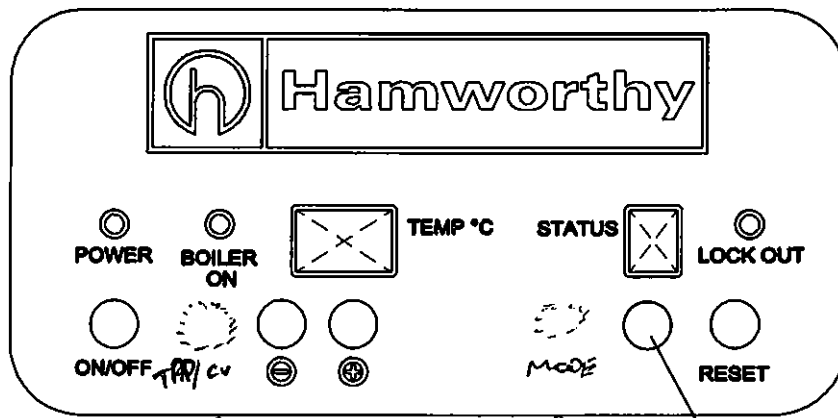 h Hamworthy
TEMP °C STATUS
POWER BOILER ON LOCK OUT
ON/OFF ⊖ ⊕ MODE RESET